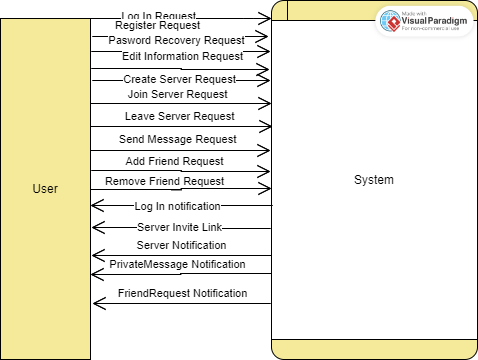 Log In Request
Register Request
Pasword Recovery Request
Edit Information Request
Create Server Request
Join Server Request
Leave Server Request
Send Message Request
Add Friend Request
Remove Friend Request
Log In notification
Server Invite Link
Server Notification
PrivateMessage Notification
FriendRequest Notification
User
System
Made with
Visual Paradigm
For non-commercial use